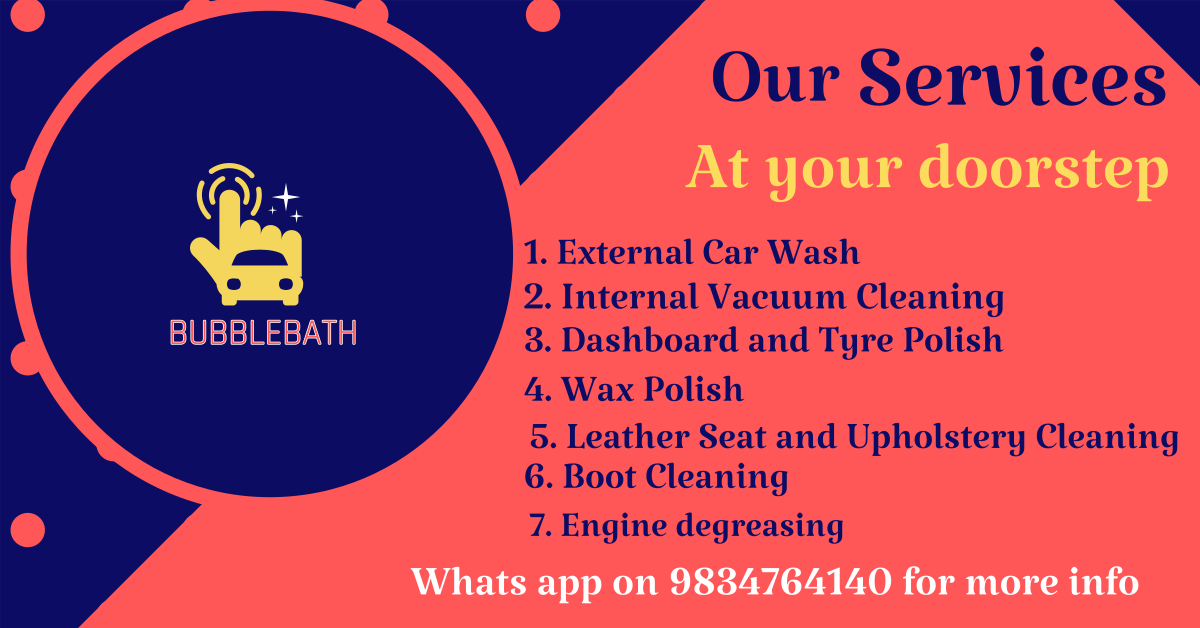 Our Services
At your doorstep
BUBBLEBATH
1. External Car Wash
2. Internal Vacuum Cleaning
3. Dashboard and Tyre Polish
4. Wax Polish
5. Leather Seat and Upholstery Cleaning
6. Boot Cleaning
7. Engine degreasing
Whats app on 9834764140 for more info